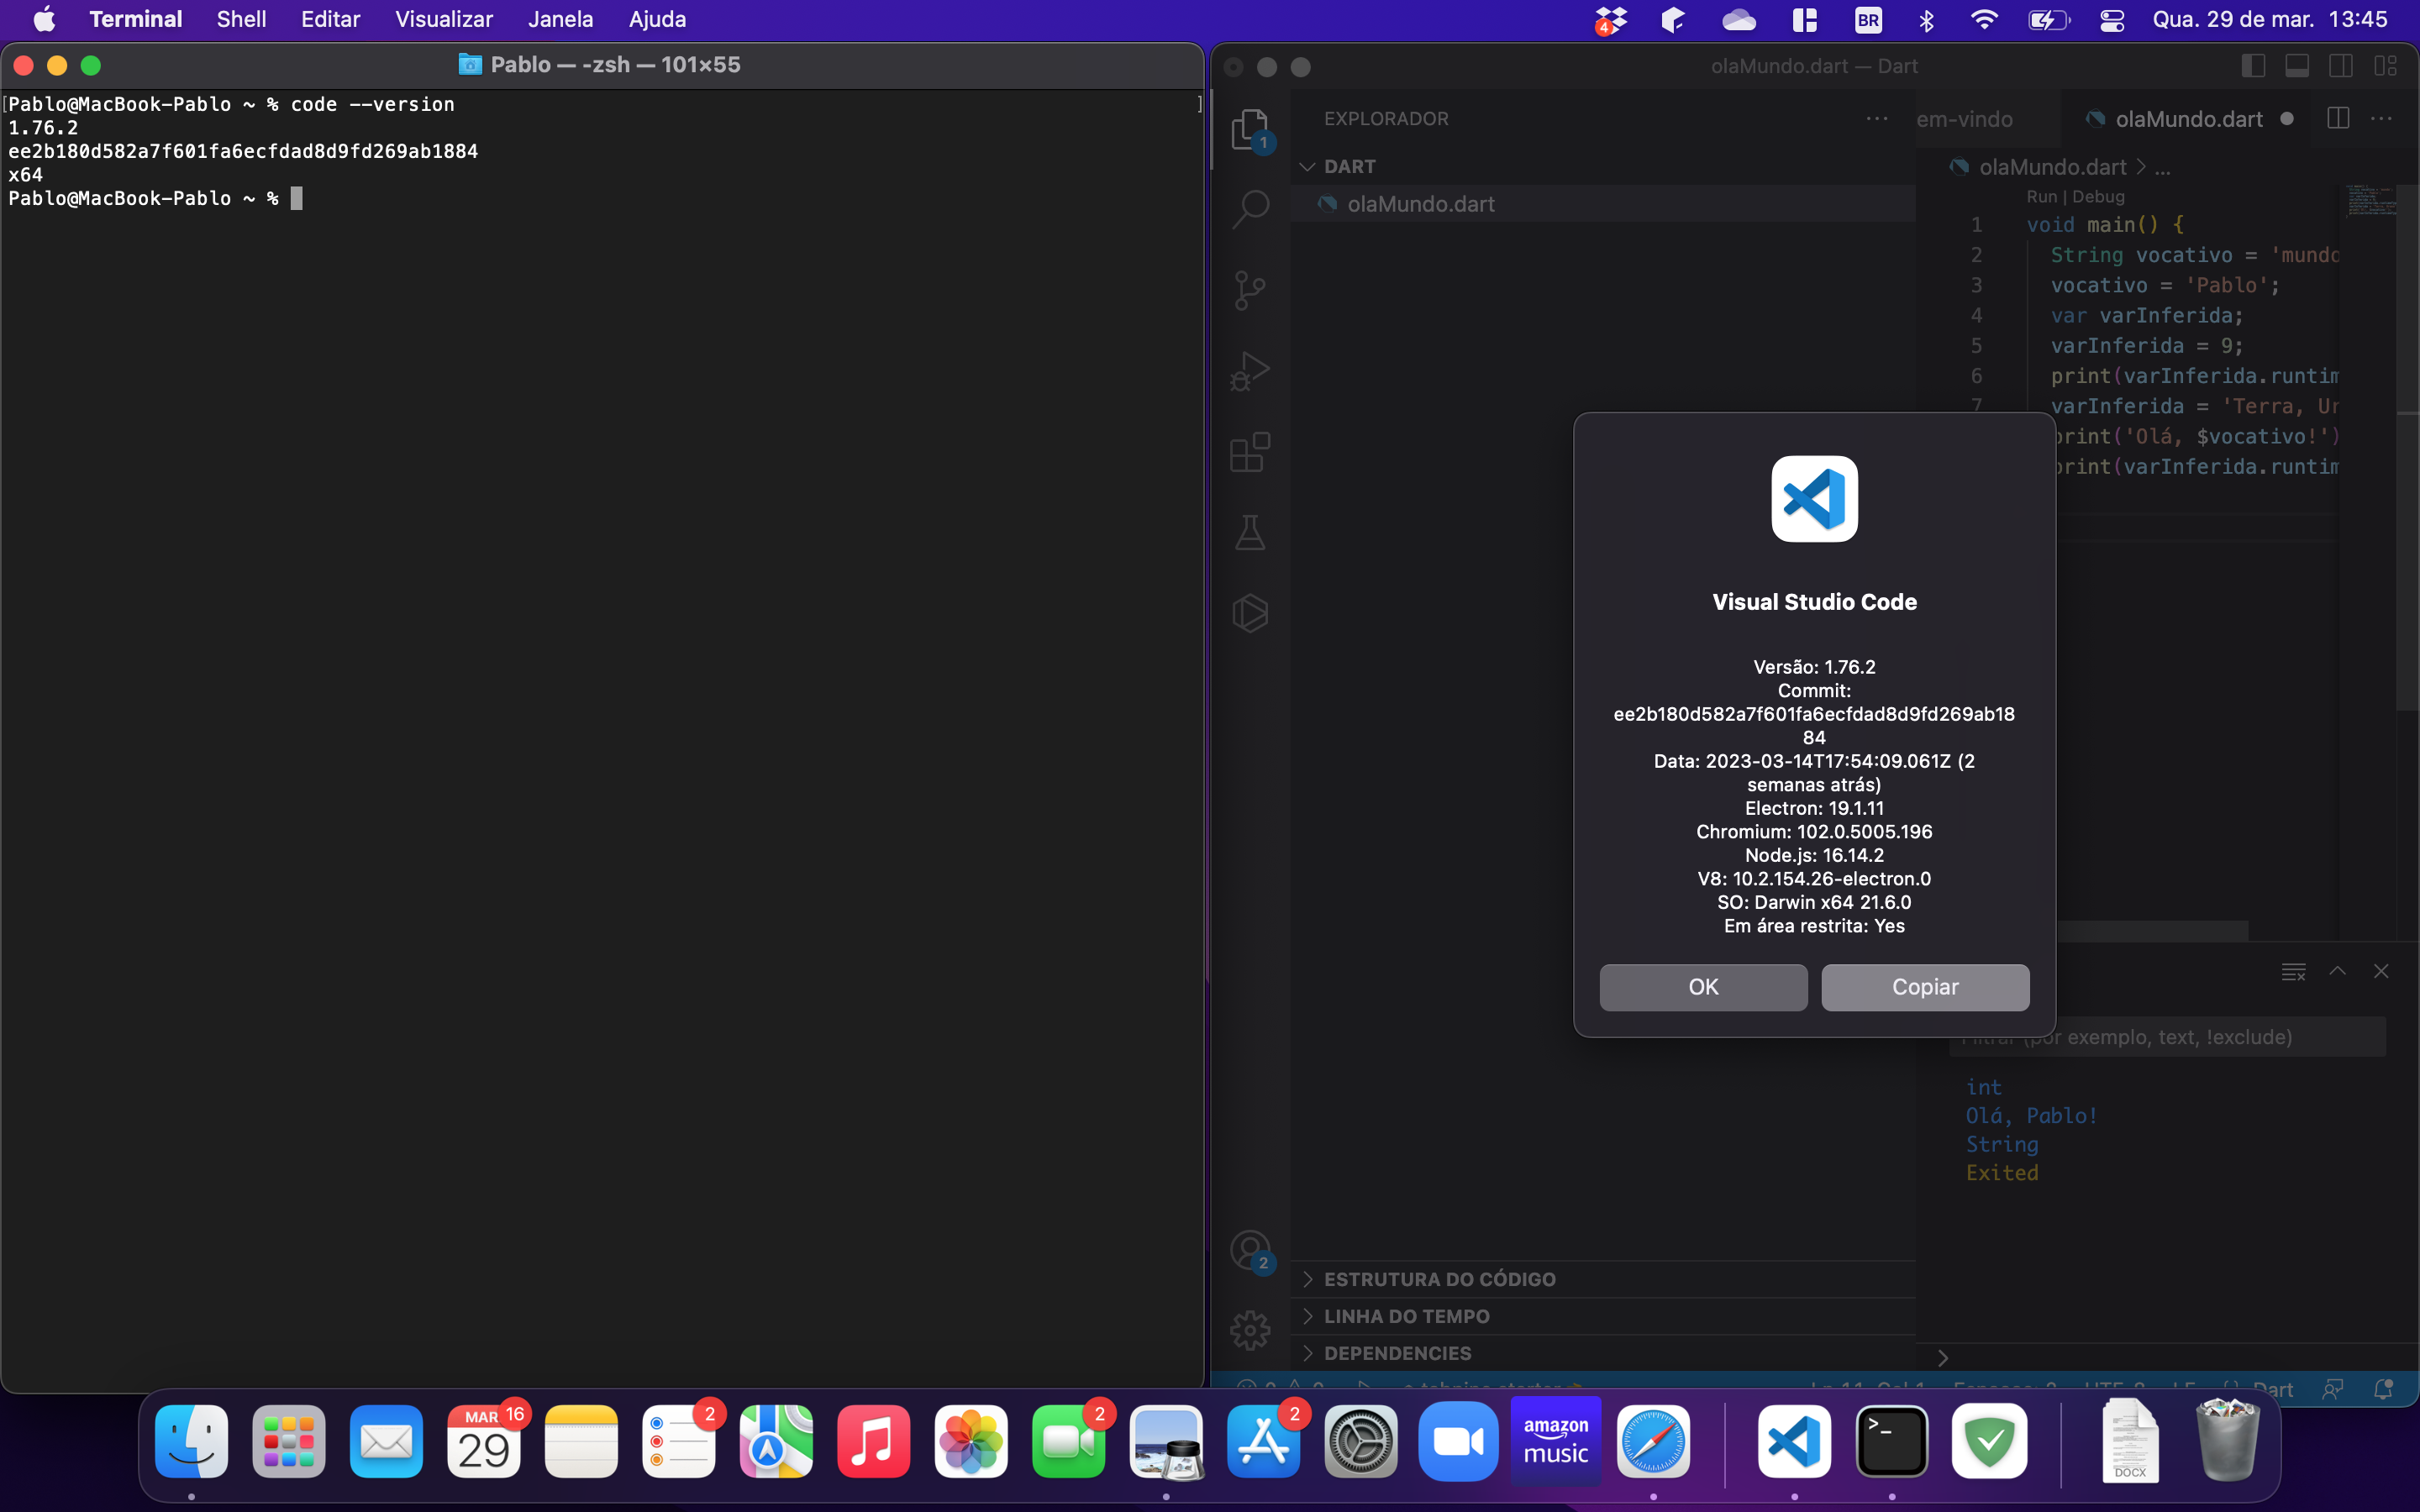 Terminal Shell Editar Visualizar Janela Ajuda
4 BR Qua. 29 de mar. 13:45
Pablo — -zsh — 101×55
[Pablo@MacBook-Pablo ~ % code --version ]
1.76.2
ee2b180d582a7f601fa6ecfdad8d9fd269ab1884
x64
Pablo@MacBook-Pablo ~ %
olaMundo.dart — Dart
EXPLORADOR
1
DART
olaMundo.dart
2
ESTRUTURA DO CÓDIGO
LINHA DO TEMPO
DEPENDENCIES
em-vindo olaMundo.dart
olaMundo.dart > ...
Run | Debug
1 void main() {
2 String vocativo = 'mundo
3 vocativo = 'Pablo';
4 var varInferida;
5 varInferida = 9;
6 print(varInferida.runtim
7 varInferida = 'Terra, Ur
print('Olá, $vocativo!')
print(varInferida.runtim
Visual Studio Code
Versão: 1.76.2
Commit:
ee2b180d582a7f601fa6ecfdad8d9fd269ab18
84
Data: 2023-03-14T17:54:09.061Z (2
semanas atrás)
Electron: 19.1.11
Chromium: 102.0.5005.196
Node.js: 16.14.2
V8: 10.2.154.26-electron.0
SO: Darwin x64 21.6.0
Em área restrita: Yes
OK Copiar
Filtrar (por exemplo, text, !exclude)
int
Olá, Pablo!
String
Exited
Dart
MAR 16
29
2
2
2
amazon
music
>_
DOCX